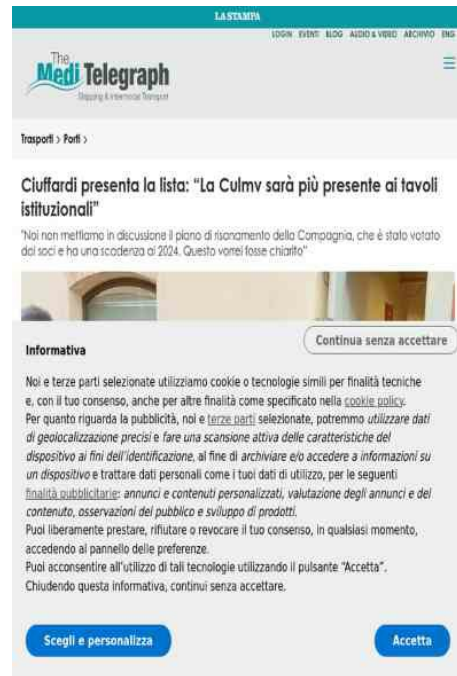 LA STAMPA
LOGIN EVENTI BLOG AUDIO & VIDEO ARCHIVIO ENG
The
Medi Telegraph
Shipping & Intermodal Transport
Trasporti > Porti >
Ciuffardi presenta la lista: “La Culmv sarà più presente ai tavoli
istituzionali”
“Noi non mettiamo in discussione il piano di risanamento della Compagnia, che è stato votato
dai soci e ha una scadenza al 2024. Questo vorrei fosse chiarito”
Continua senza accettare
Informativa
Noi e terze parti selezionate utilizziamo cookie o tecnologie simili per finalità tecniche
e, con il tuo consenso, anche per altre finalità come specificato nella cookie policy.
Per quanto riguarda la pubblicità, noi e terze parti selezionate, potremmo utilizzare dati
di geolocalizzazione precisi e fare una scansione attiva delle caratteristiche del
dispositivo ai fini dell’identificazione, al fine di archiviare e/o accedere a informazioni su
un dispositivo e trattare dati personali come i tuoi dati di utilizzo, per le seguenti
finalità pubblicitarie: annunci e contenuti personalizzati, valutazione degli annunci e del
contenuto, osservazioni del pubblico e sviluppo di prodotti.
Puoi liberamente prestare, rifiutare o revocare il tuo consenso, in qualsiasi momento,
accedendo al pannello delle preferenze.
Puoi acconsentire all’utilizzo di tali tecnologie utilizzando il pulsante “Accetta”.
Chiudendo questa informativa, continui senza accettare.
Scegli e personalizza
Accetta